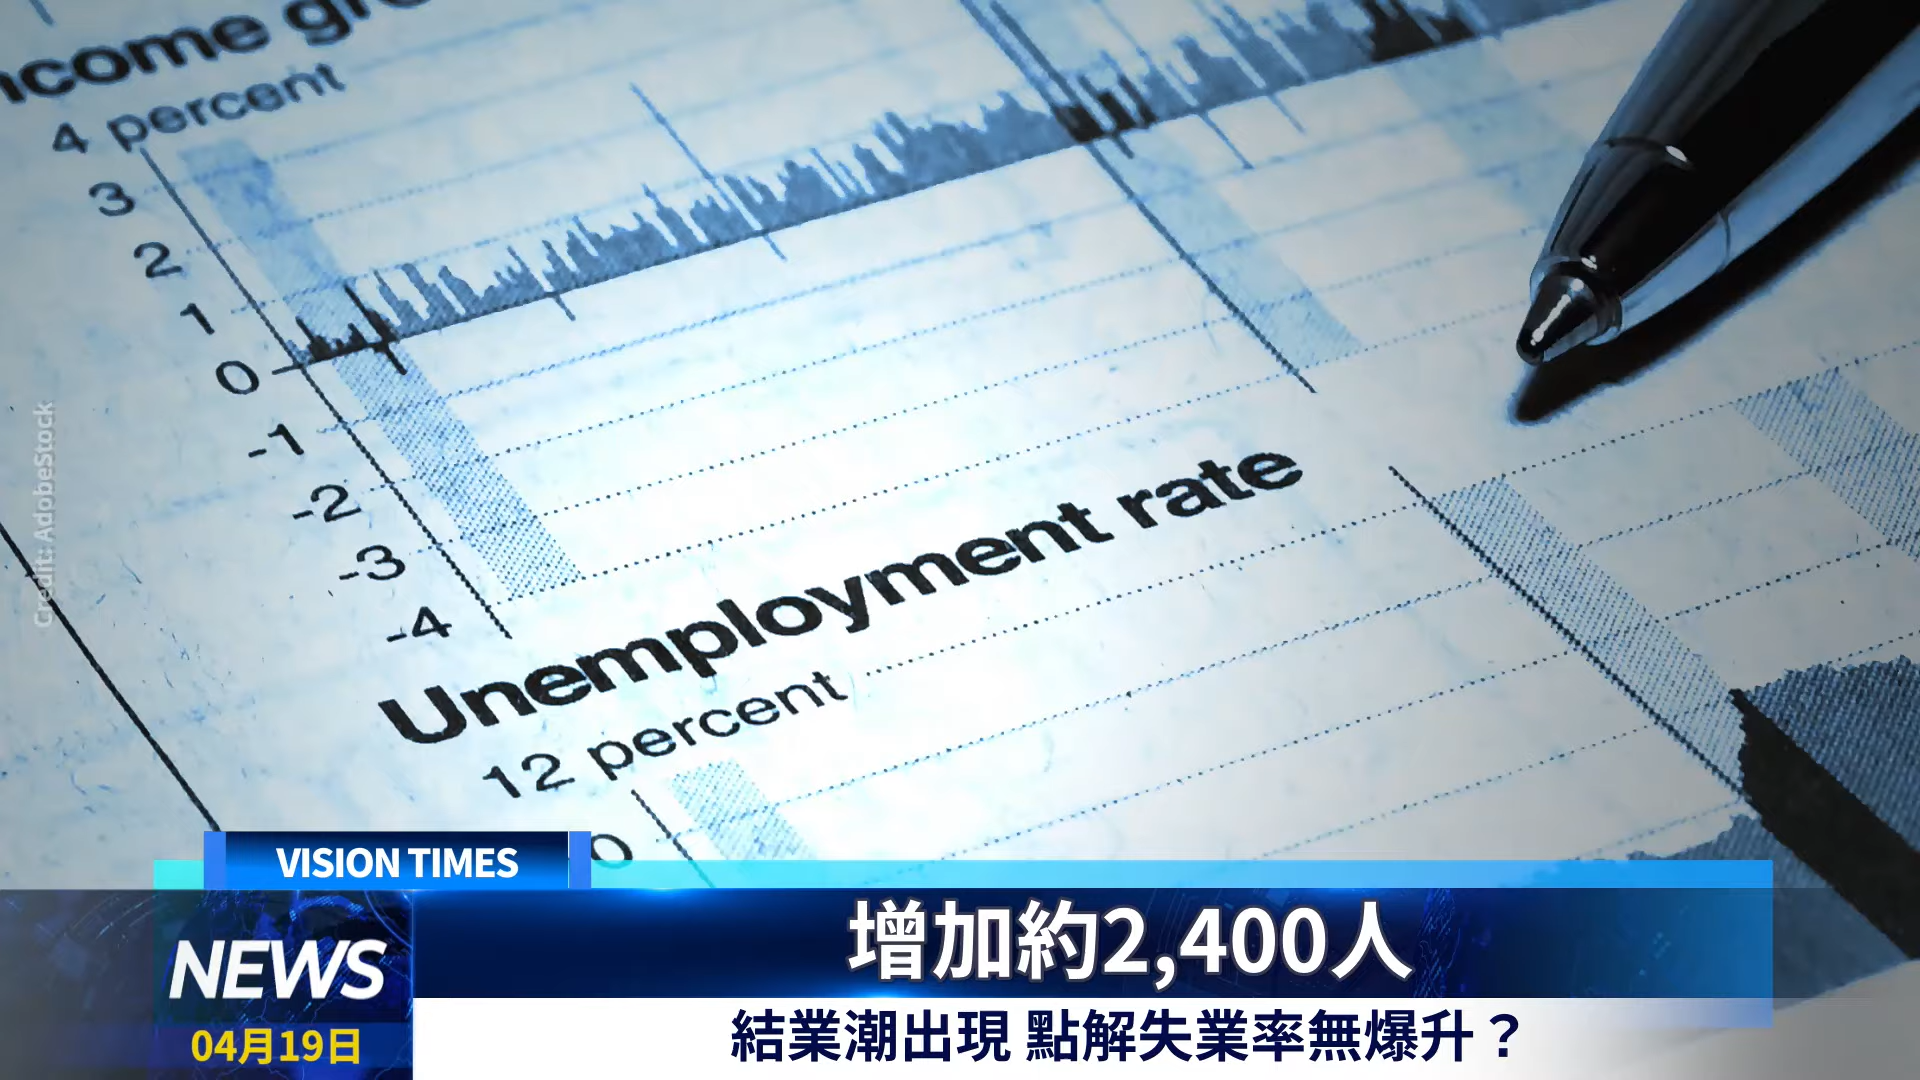 ncome gr
4 percent
3
2
1
0
-1
-2
-3
-4
Unemployment rate
12 percent
0
Credit: AdobeStock
VISION TIMES
NEWS
04月19日
增加約2,400人
結業潮出現 點解失業率無爆升？